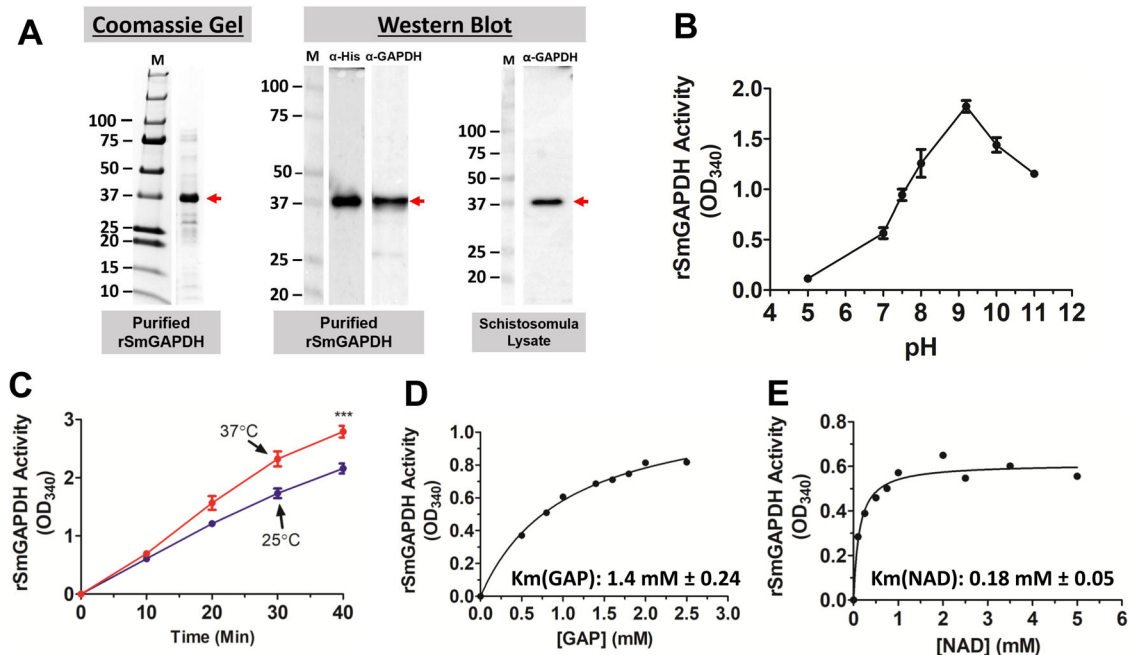 A
Coomassie Gel
M
100
75
50
37
25
20
15
10
Purified
rSmGAPDH
Western Blot
M α-His α-GAPDH
100
75
50
37
25
20
Purified
rSmGAPDH
M α-GAPDH
100
75
50
37
25
20
Schistosomula
Lysate
B
rSmGAPDH Activity
(OD340)
2.0
1.5
1.0
0.5
0.0
4 5 6 7 8 9 10 11 12
pH
C
rSmGAPDH Activity
(OD340)
3
2
1
0
37°C
***
25°C
0 10 20 30 40
Time (Min)
D
rSmGAPDH Activity
(OD340)
1.0
0.8
0.6
0.4
0.2
0.0
Km(GAP): 1.4 mM ± 0.24
0.0 0.5 1.0 1.5 2.0 2.5 3.0
[GAP] (mM)
E
rSmGAPDH Activity
(OD340)
0.8
0.6
0.4
0.2
0.0
Km(NAD): 0.18 mM ± 0.05
0 1 2 3 4 5 6
[NAD] (mM)